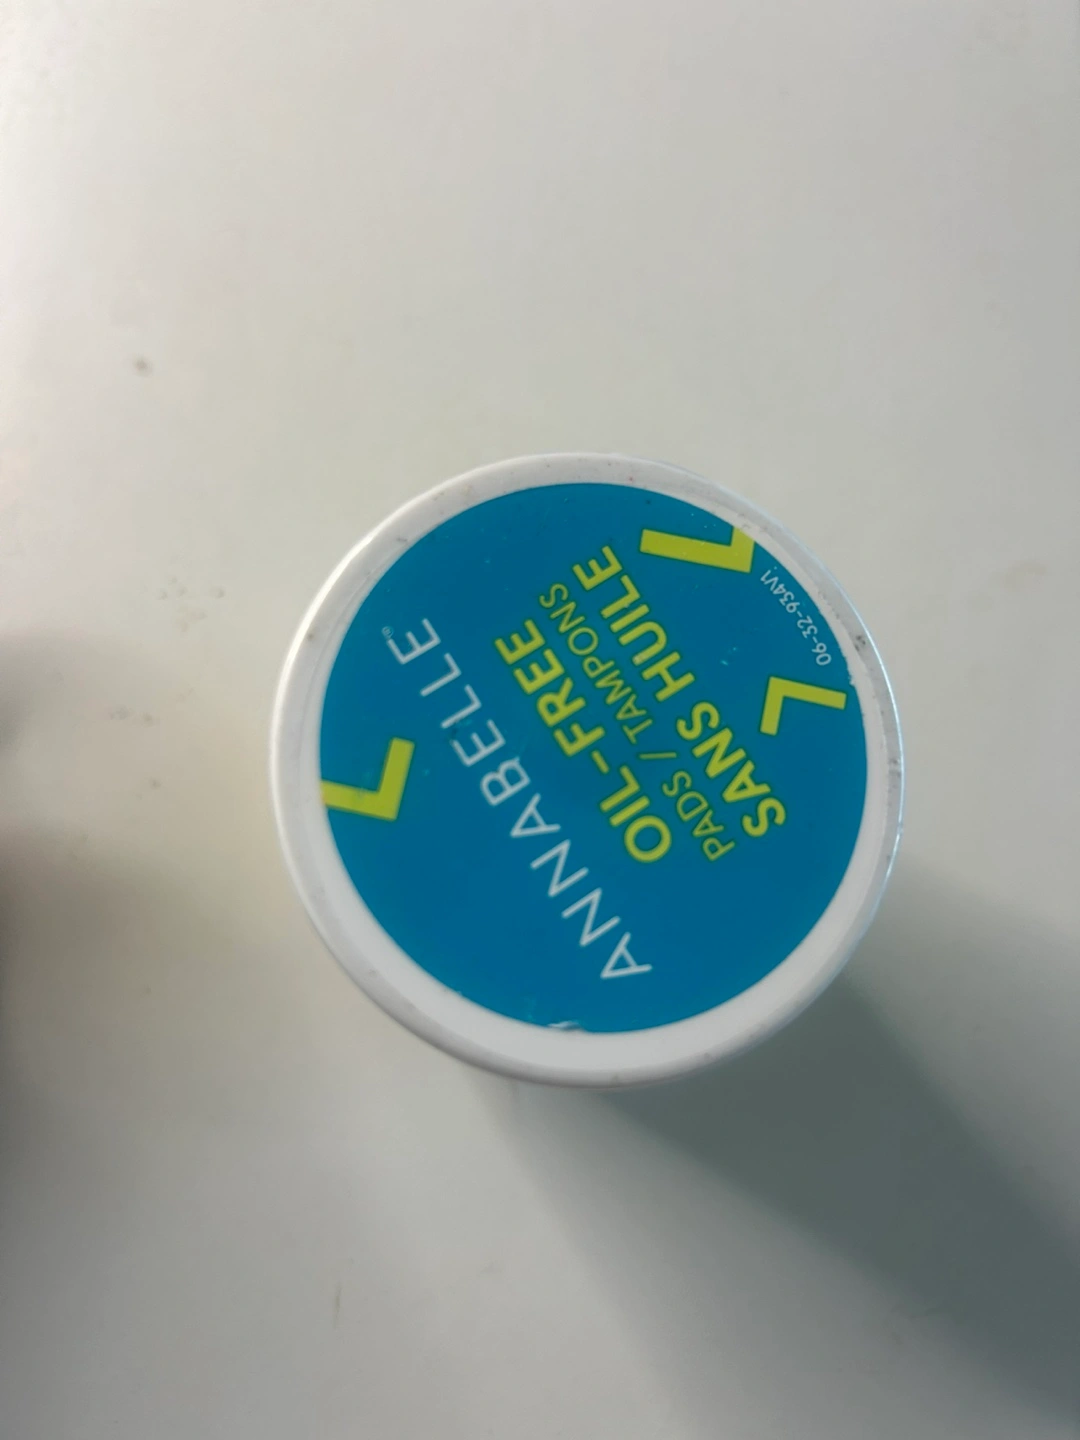 ANNABELLE®
OIL-FREE
PADS / TAMPONS
SANS HUILE
06-32-934V1